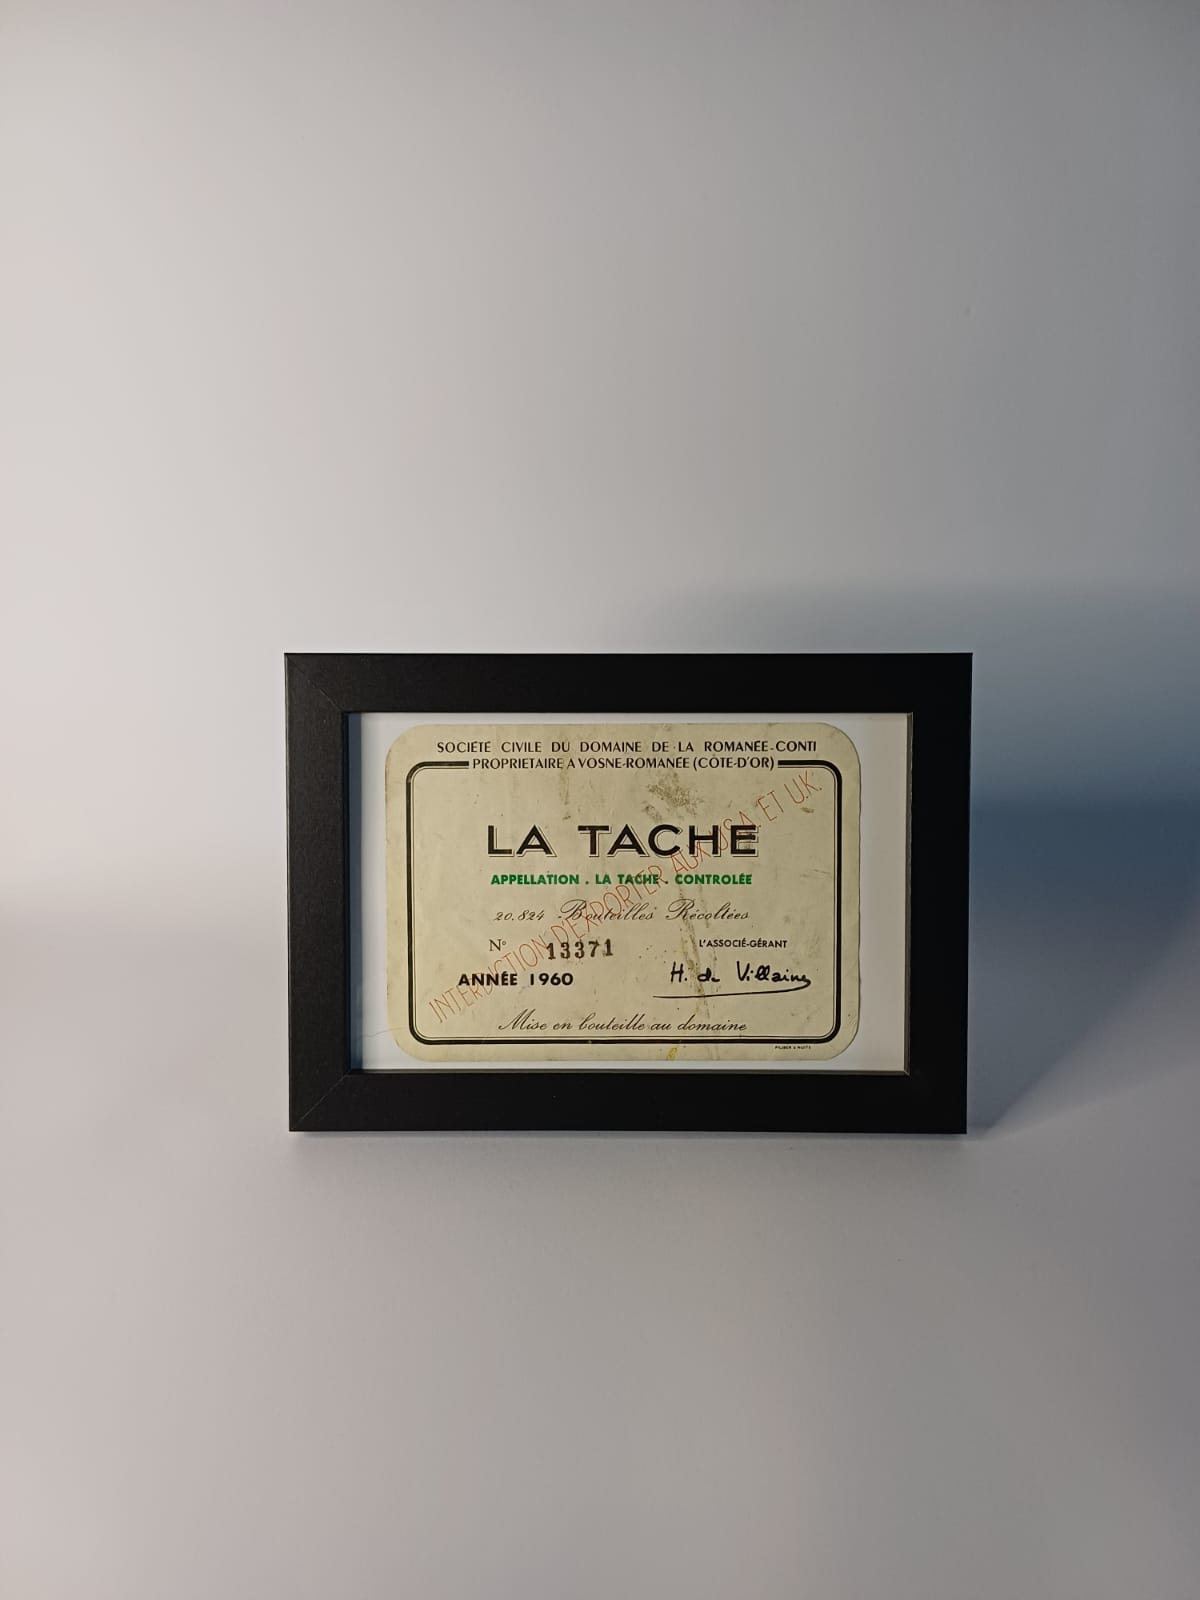 SOCIÉTÉ CIVILE DU DOMAINE DE LA ROMANÉE-CONTI
PROPRIETAIRE A VOSNE-ROMANÉE (CÔTE-D'OR)
LA TACHE
APPELLATION . LA TACHE . CONTROLÉE
20.824 Bouteilles Récoltées
N° 13371
L'ASSOCIÉ-GÉRANT
ANNÉE 1960
H. de Villaine
Mise en bouteille au domaine
INTERDICTION D'EXPORTER AUX U.S.A. ET U.K.